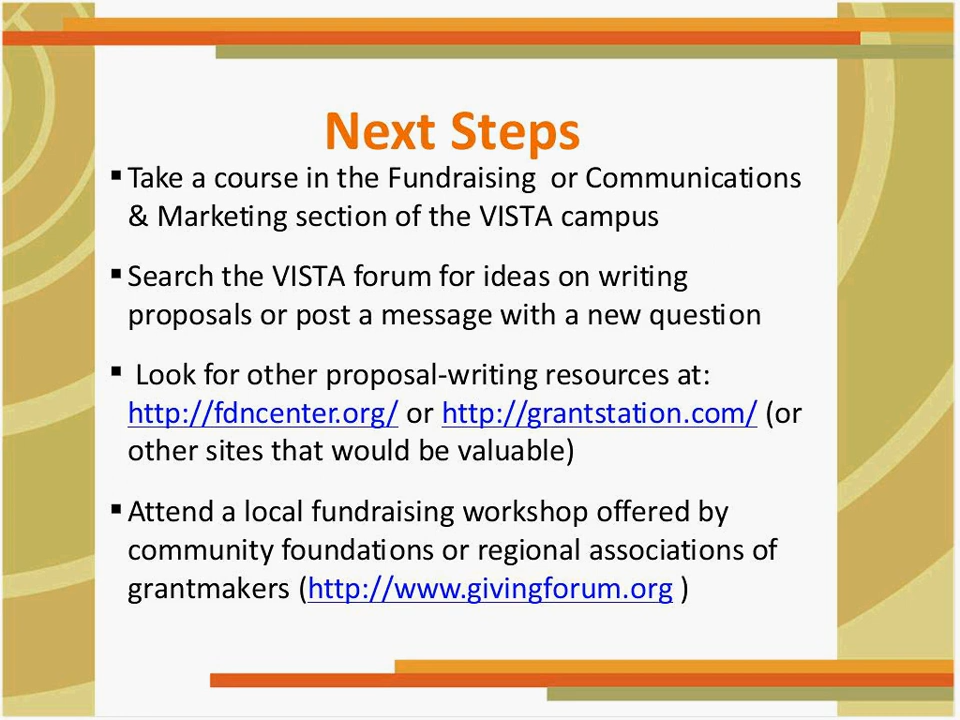 Next Steps
▪ Take a course in the Fundraising  or Communications
& Marketing section of the VISTA campus
▪ Search the VISTA forum for ideas on writing
proposals or post a message with a new question
▪  Look for other proposal-writing resources at:
http://fdncenter.org/ or http://grantstation.com/ (or
other sites that would be valuable)
▪ Attend a local fundraising workshop offered by
community foundations or regional associations of
grantmakers (http://www.givingforum.org )